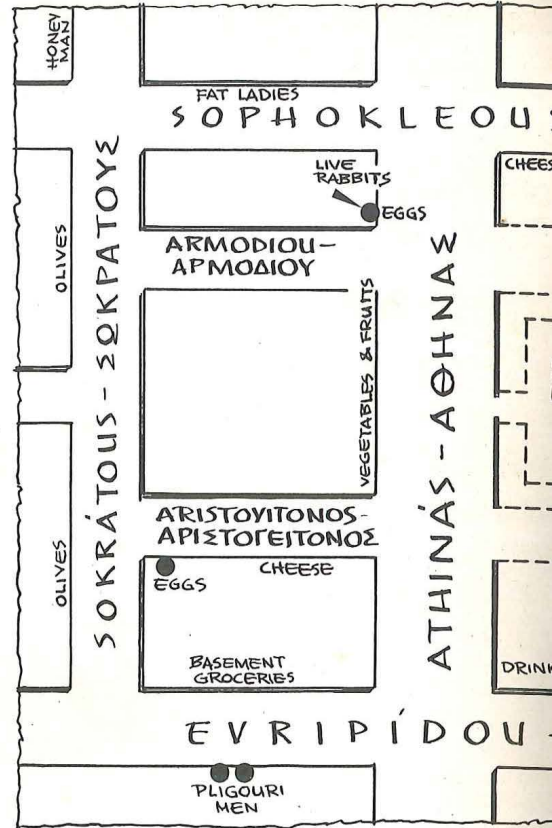 HONEY
MAN
FAT LADIES
SOPHOKLEOUS
LIVE
RABBITS
EGGS
CHEES
OLIVES
ARMODIOU-
ΑΡΜΟΔΙΟΥ
SOKRÁTOUS - ΣΩΚΡΑΤΟΥΣ
VEGETABLES & FRUITS
ATHINÁS - ΑΘΗΝΑΣ
ARISTOYITONOS-
ΑΡΙΣΤΟΓΕΙΤΟΝΟΣ
OLIVES
EGGS
CHEESE
BASEMENT
GROCERIES
DRINK
EVRIPÍDOU-
PLIGOURI
MEN